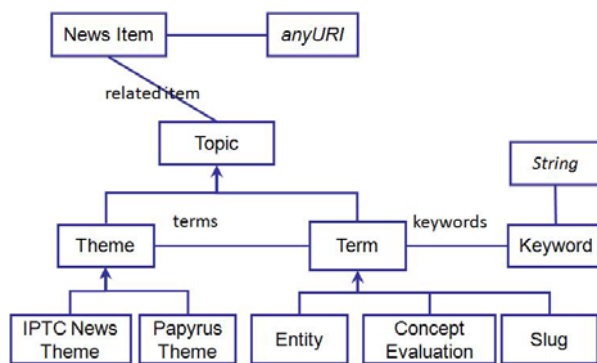 News Item
anyURI
related item
Topic
String
terms
keywords
Theme
Term
Keyword
IPTC News
Theme
Papyrus
Theme
Entity
Concept
Evaluation
Slug